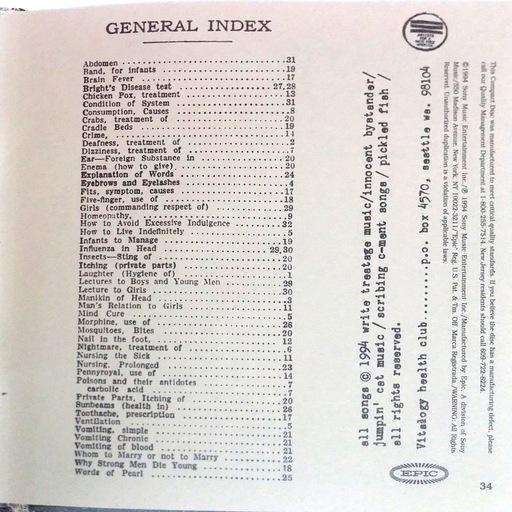 GENERAL INDEX
Abdomen 31
Band, for infants 19
Brain Fever 17
Bright's Disease test 27,28
Chicken Pox, treatment 13
Condition of System 31
Consumption, Causes 8
Crabs, treatment of 20
Cradle Beds 19
Crime, 14
Deafness, treatment of 2
Dizziness, treatment of 7
Ear—Foreign Substance in 20
Enema (how to give) 20
Explanation of Words 24
Eyebrows and Eyelashes 4
Fits, symptom, causes 17
Five-finger, use of 18
Girls (commanding respect of) 29
Homeopathy, 9
How to Avoid Excessive Indulgence 32
How to Live Indefinitely 5
Infants to Manage 19
Influenza in Head 29,30
Insects—Sting of 20
Itching (private parts) 20
Laughter (Hygiene of) 1
Lectures to Boys and Young Men 29
Lecture to Girls 30
Manikin of Head 3
Man's Relation to Girls 11
Mind Cure 5
Morphine, use of 26
Mosquitoes, Bites 20
Nail in the foot, 12
Nightmare, treatment of 6
Nursing the Sick 11
Nursing, Prolonged 23
Pennyroyal, use of 14
Poisons and their antidotes 7
carbolic acid 7
Private Parts, Itching of 20
Sunbeams (health in) 26
Toothache, prescription 17
Ventilation 5
Vomiting, simple 21
Vomiting Chronic 21
Vomiting of blood 21
Whom to Marry or not to Marry 22
Why Strong Men Die Young 18
Words of Pearl 25
all songs © 1994 write treatage music/innocent bystander/
jumpin' cat music / scribing c-ment songs / pickled fish /
all rights reserved.
Vitalogy health club.........p.o. box 4570, seattle wa. 98104
EPIC
©1994 Sony Music Entertainment Inc./℗ 1994 Sony Music Entertainment Inc./Manufactured by Epic, A division of Sony
Music/550 Madison Avenue, New York, NY 10022-3211/"Epic" Reg. U.S. Pat. & Tm. Off. Marca Registrada./WARNING: All Rights
Reserved. Unauthorized duplication is a violation of applicable laws.
This Compact Disc was manufactured to meet critical quality standards. If you believe the disc has a manufacturing defect, please
call our Quality Management Department at 1-800-255-7514. New Jersey residents should call 609-722-8224.
34